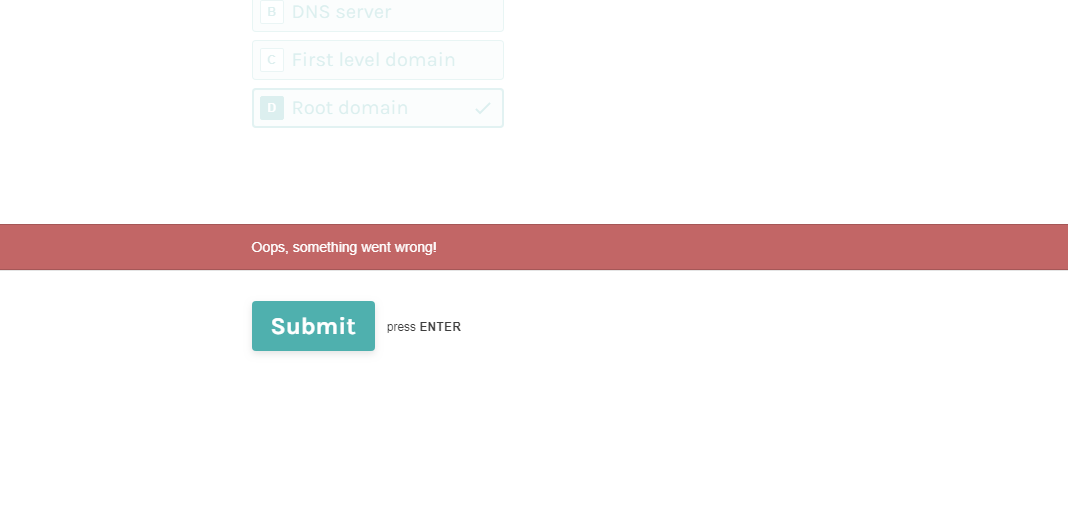 B DNS server
C First level domain
D Root domain
Oops, something went wrong!
Submit press ENTER